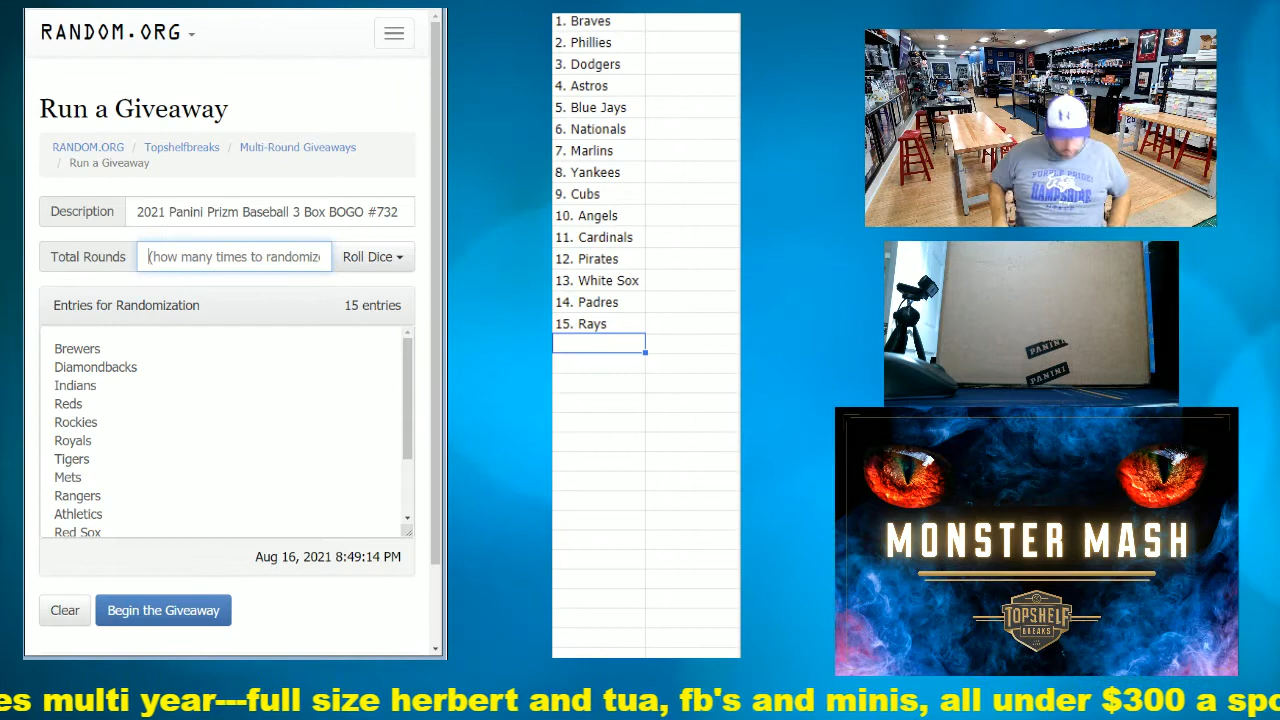 RANDOM.ORG
Run a Giveaway
RANDOM.ORG / Topshelfbreaks / Multi-Round Giveaways
/ Run a Giveaway
Description 2021 Panini Prizm Baseball 3 Box
Total Rounds (how many times to randomize Roll Dice
Entries for Randomization 15 entries
Brewers
Diamondbacks
Indians
Reds
Rockies
Royals
Tigers
Mets
Rangers
Athletics
Red Sox
Aug 16, 2021 8:49:14 PM
Clear Begin the Giveaway
1. Braves
2. Phillies
3. Dodgers
4. Astros
5. Blue Jays
6. Nationals
7. Marlins
8. Yankees
9. Cubs
10. Angels
11. Cardinals
12. Pirates
13. White Sox
14. Padres
15. Rays
PURPLE PRIDE
HAMPSHIRE
PANINI
PANINI
MONSTER MASH
TOPSHELF
BREAKS
es multi year---full size herbert and tua, fb's and minis, all under $300 a spo